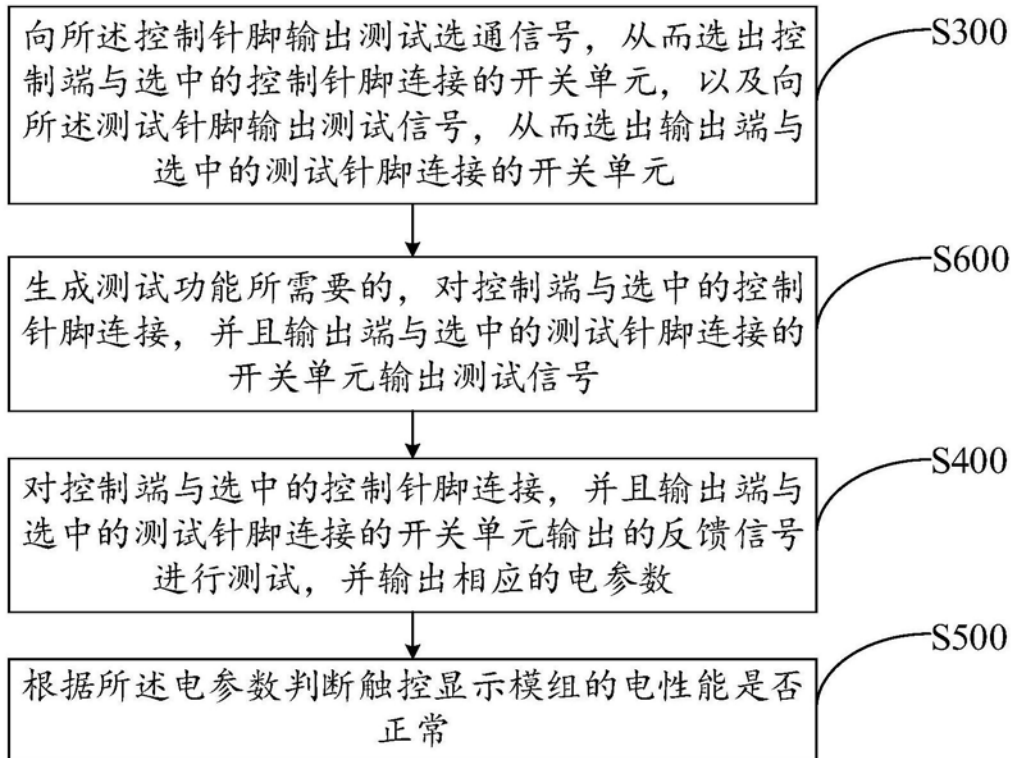 向所述控制针脚输出测试选通信号，从而选出控
制端与选中的控制针脚连接的开关单元，以及向
所述测试针脚输出测试信号，从而选出输出端与
选中的测试针脚连接的开关单元
S300
生成测试功能所需要的，对控制端与选中的控制
针脚连接，并且输出端与选中的测试针脚连接的
开关单元输出测试信号
S600
对控制端与选中的控制针脚连接，并且输出端与
选中的测试针脚连接的开关单元输出的反馈信号
进行测试，并输出相应的电参数
S400
根据所述电参数判断触控显示模组的电性能是否
正常
S500